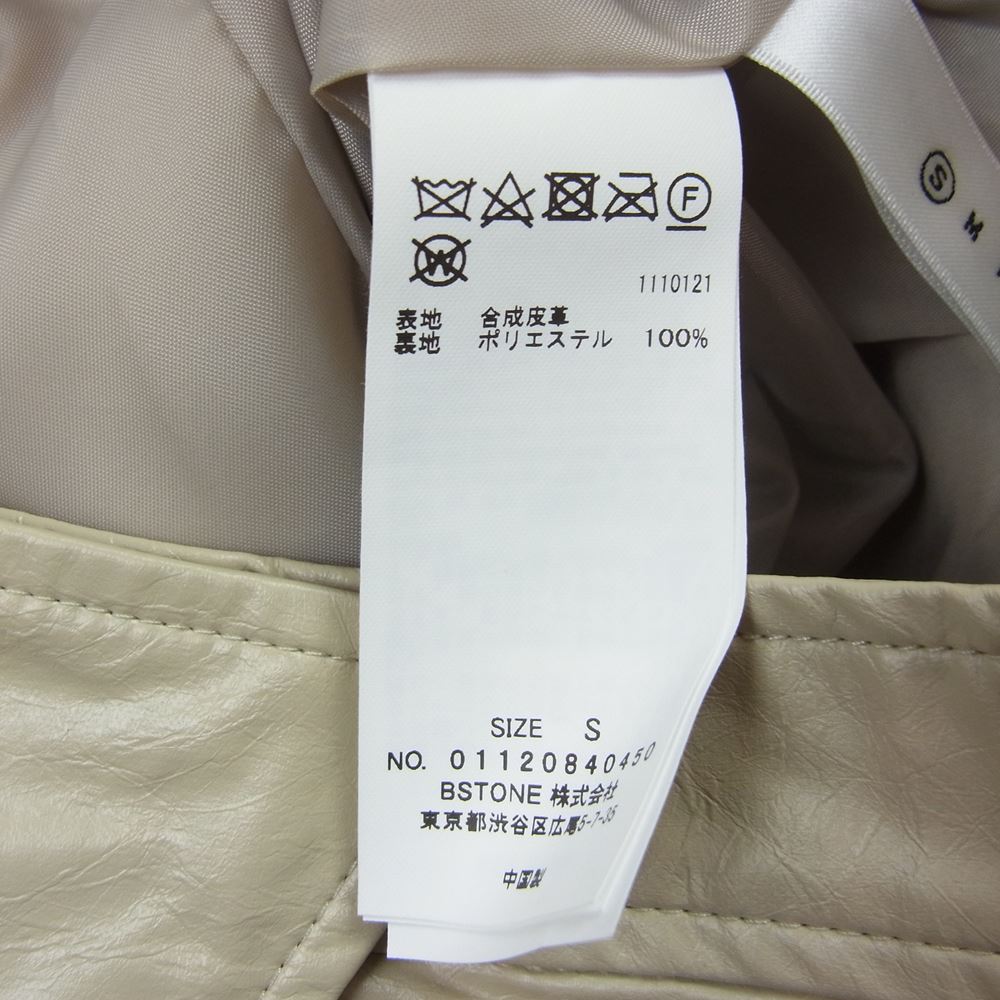 F
W
1110121
表地 合成皮革
裏地 ポリエステル 100%
SIZE S
NO. 01120840450
BSTONE 株式会社
東京都渋谷区広尾5-7-35
中国製
S M